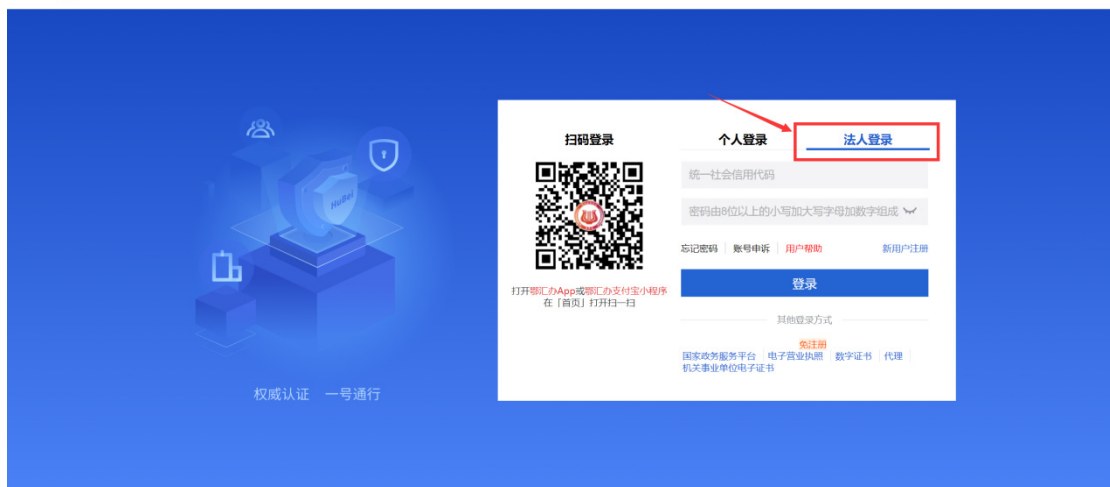 HuBei
权威认证 一号通行
扫码登录
打开鄂汇办App或鄂汇办支付宝小程序
在「首页」打开扫一扫
个人登录 法人登录
统一社会信用代码
密码由8位以上的小写加大写字母加数字组成
忘记密码 账号申诉 用户帮助 新用户注册
登录
其他登录方式
免注册
国家政务服务平台 电子营业执照 数字证书 代理
机关事业单位电子证书